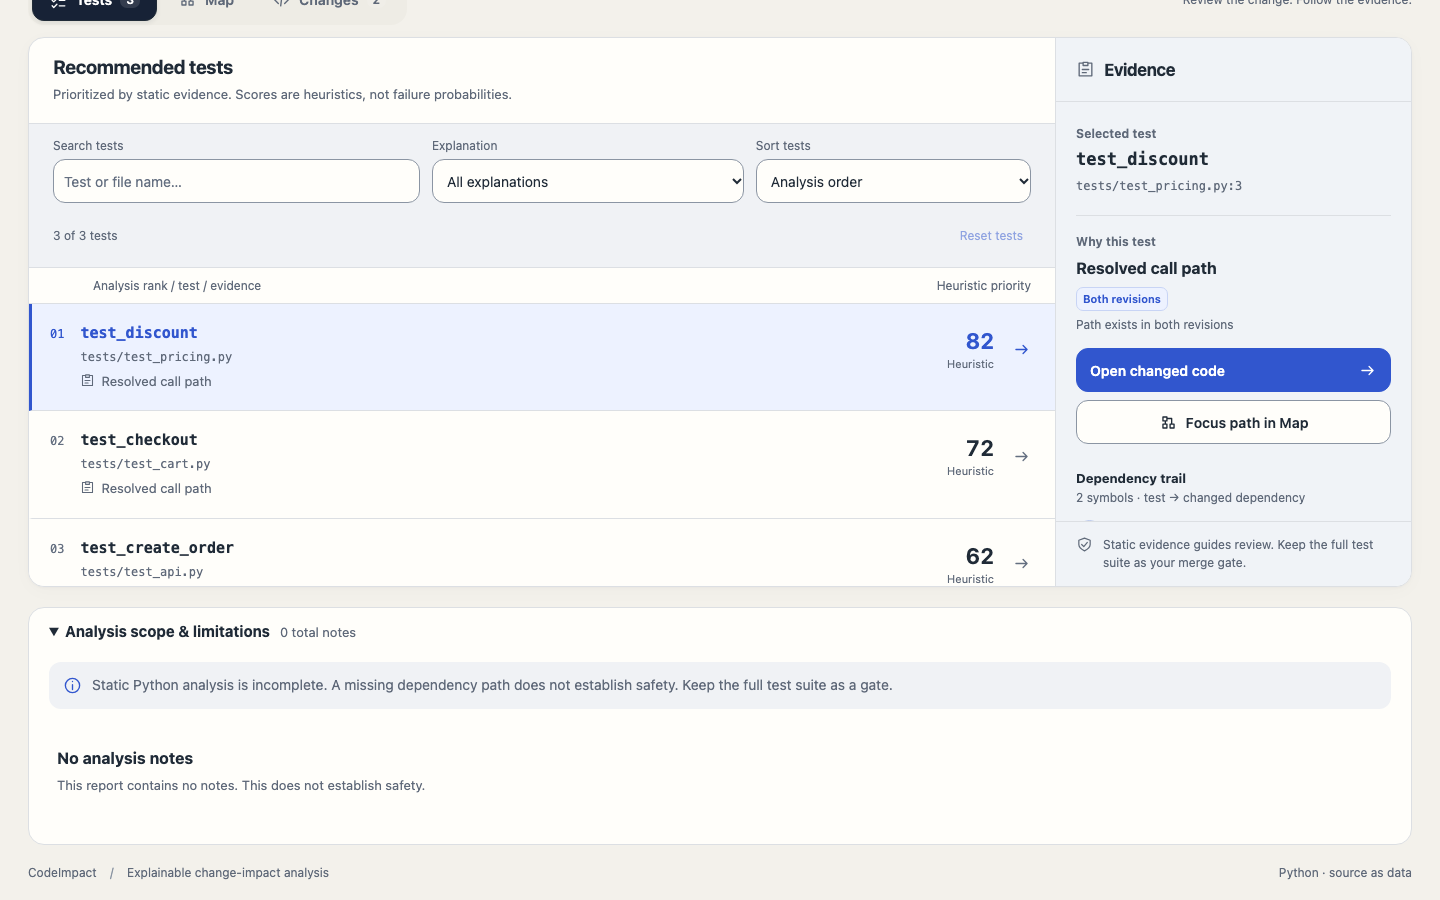 Tests 3
Map
Changes 2
Review the change. Follow the evidence.
Recommended tests
Prioritized by static evidence. Scores are heuristics, not failure probabilities.
Search tests
Test or file name...
Explanation
All explanations
Sort tests
Analysis order
3 of 3 tests
Reset tests
Analysis rank / test / evidence
Heuristic priority
01 test_discount
tests/test_pricing.py
Resolved call path
82
Heuristic
→
02 test_checkout
tests/test_cart.py
Resolved call path
72
Heuristic
→
03 test_create_order
tests/test_api.py
62
Heuristic
→
Evidence
Selected test
test_discount
tests/test_pricing.py:3
Why this test
Resolved call path
Both revisions
Path exists in both revisions
Open changed code →
Focus path in Map
Dependency trail
2 symbols · test → changed dependency
Static evidence guides review. Keep the full test
suite as your merge gate.
▼ Analysis scope & limitations 0 total notes
Static Python analysis is incomplete. A missing dependency path does not establish safety. Keep the full test suite as a gate.
No analysis notes
This report contains no notes. This does not establish safety.
CodeImpact / Explainable change-impact analysis
Python · source as data